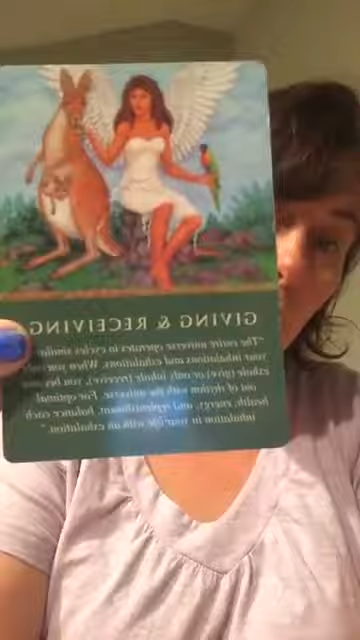 GIVING & RECEIVING
"The entire universe operates in cycles similar
your inhalations and exhalations. When you only
exhale (give) or only inhale (receive), you become
out of rhythm with the universe. For optimal
health, energy, and replenishment, balance each
inhalation in your life with an exhalation."